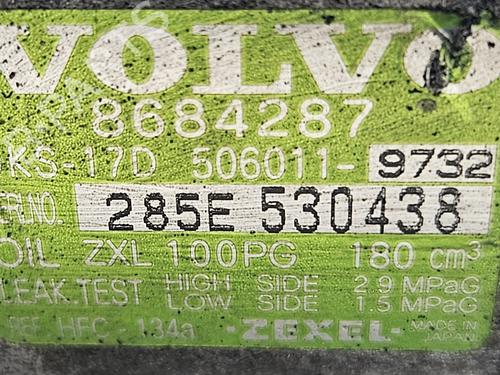 VOLVO
8684287
KS-17D 506011- 9732
SER.NO. 285E 530438
OIL ZXL 100PG 180 cm³
LEAK.TEST HIGH SIDE 2.9 MPaG
LOW SIDE 1.5 MPaG
REF HFC-134a -ZEXEL- MADE IN
JAPAN